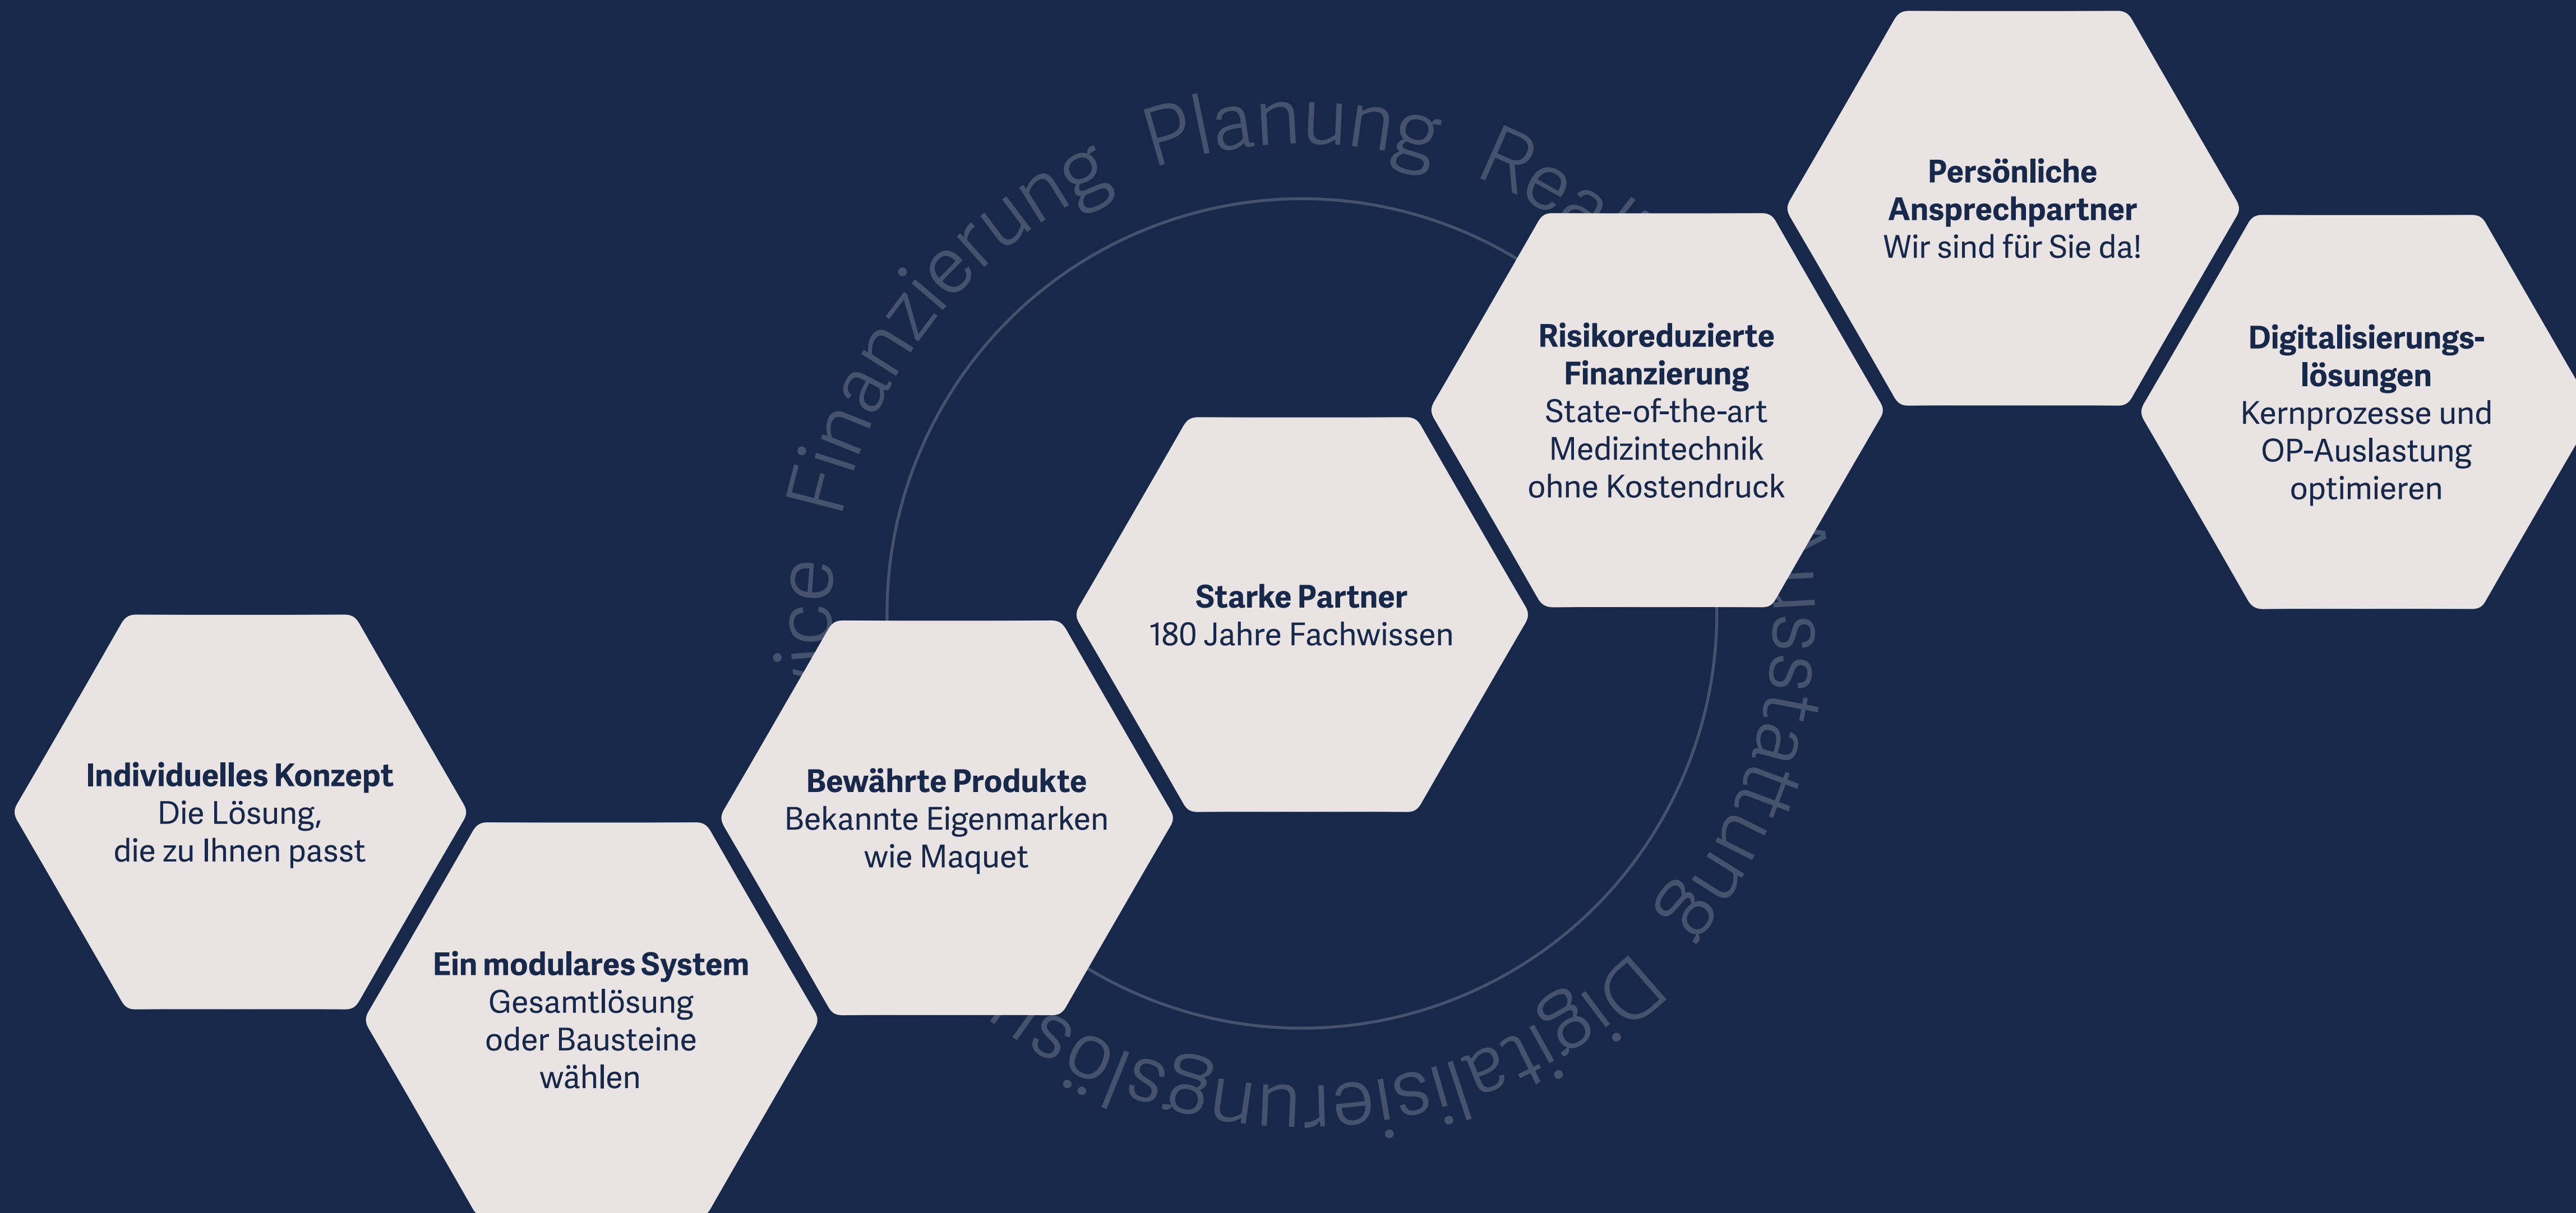 Individuelles Konzept
Die Lösung,
die zu Ihnen passt
Ein modulares System
Gesamtlösung
oder Bausteine
wählen
Bewährte Produkte
Bekannte Eigenmarken
wie Maquet
Starke Partner
180 Jahre Fachwissen
Risikoreduzierte
Finanzierung
State-of-the-art
Medizintechnik
ohne Kostendruck
Persönliche
Ansprechpartner
Wir sind für Sie da!
Digitalisierungs-
lösungen
Kernprozesse und
OP-Auslastung
optimieren
Finanzierung Planung